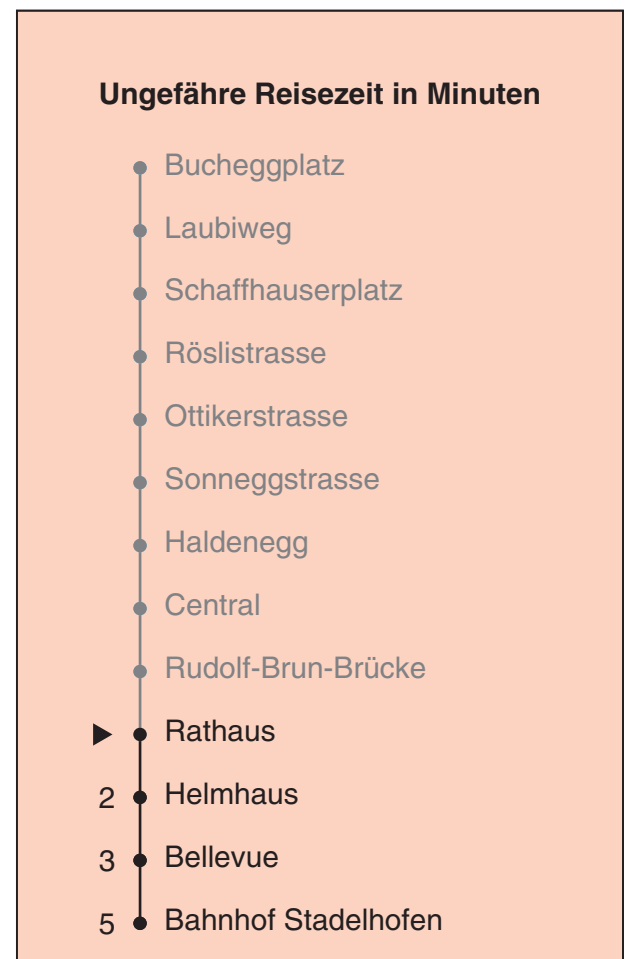 Ungefähre Reisezeit in Minuten
Bucheggplatz
Laubiweg
Schaffhauserplatz
Röslistrasse
Ottikerstrasse
Sonneggstrasse
Haldenegg
Central
Rudolf-Brun-Brücke
Rathaus
2 Helmhaus
3 Bellevue
5 Bahnhof Stadelhofen